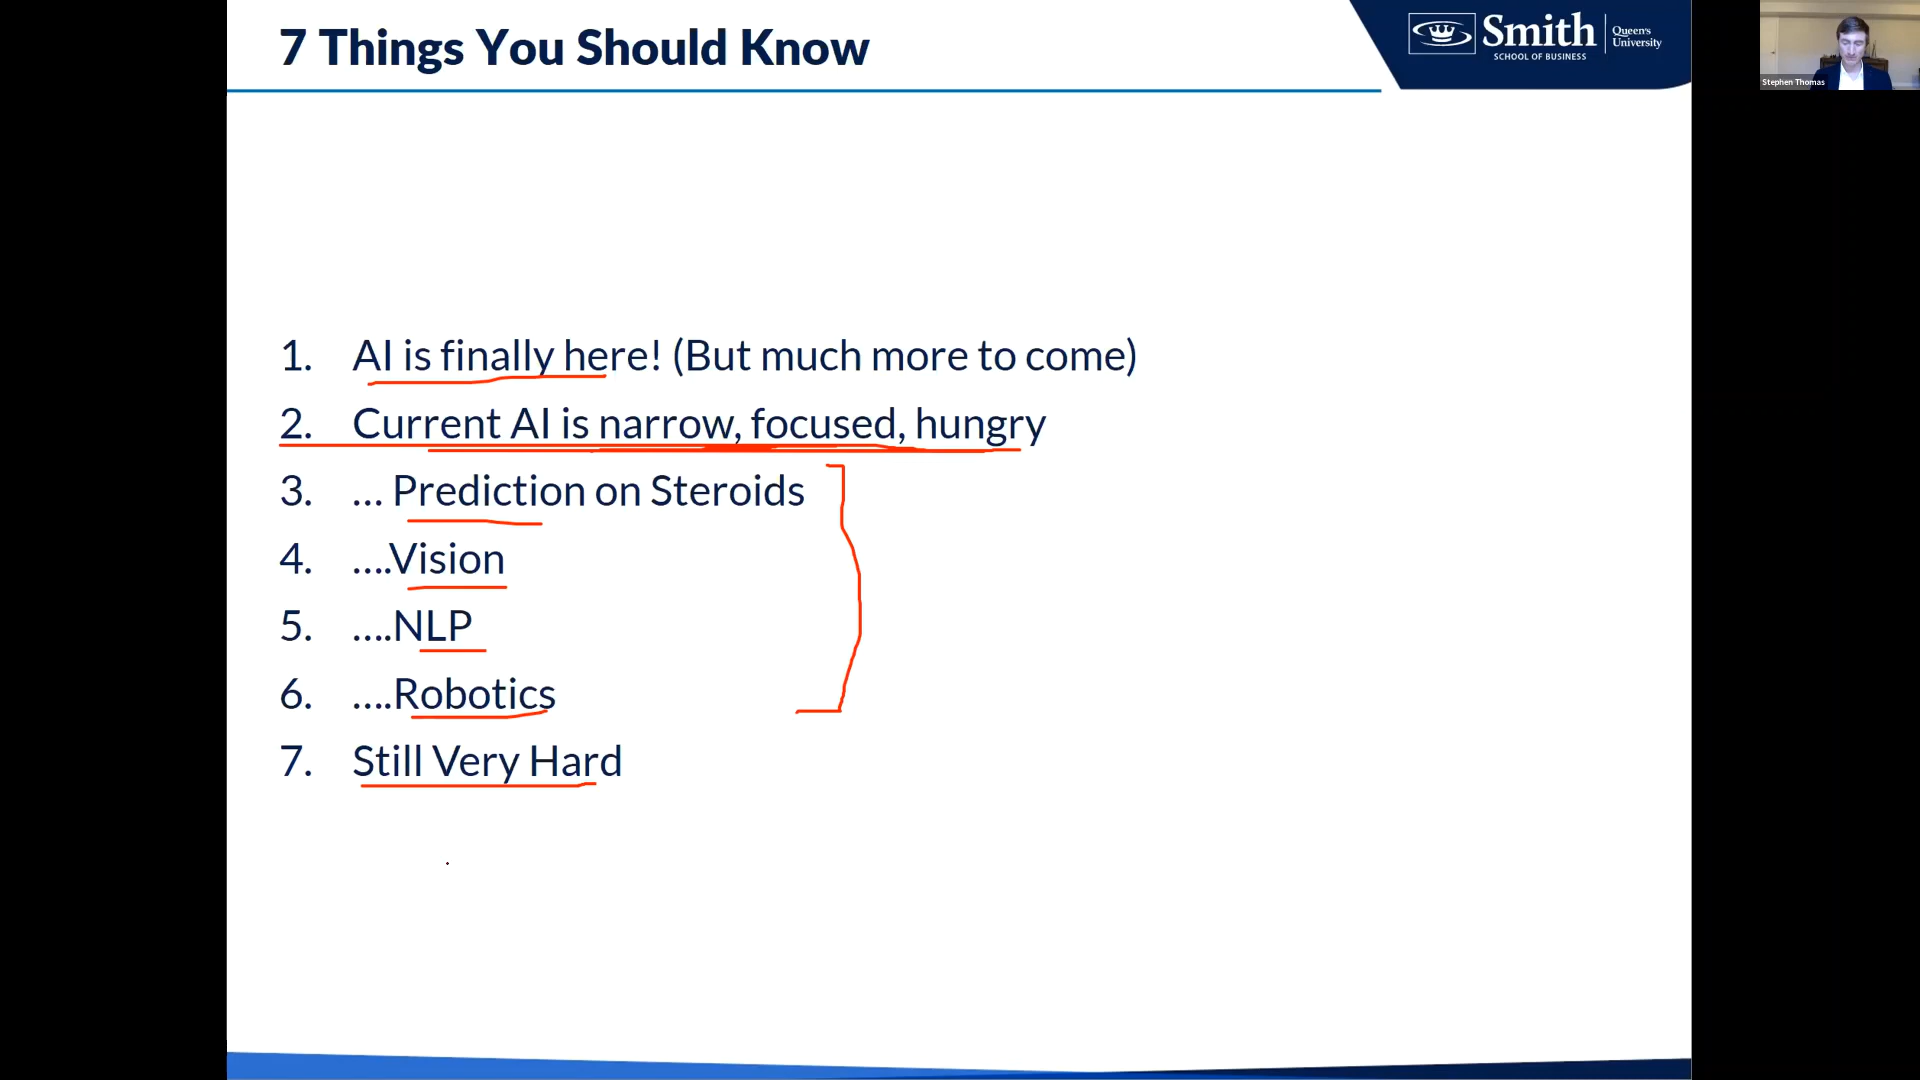 7 Things You Should Know
Smith
SCHOOL OF BUSINESS
Queen's
University
Stephen Thomas
1. AI is finally here! (But much more to come)
2. Current AI is narrow, focused, hungry
3. ... Prediction on Steroids
4. ....Vision
5. ....NLP
6. ....Robotics
7. Still Very Hard